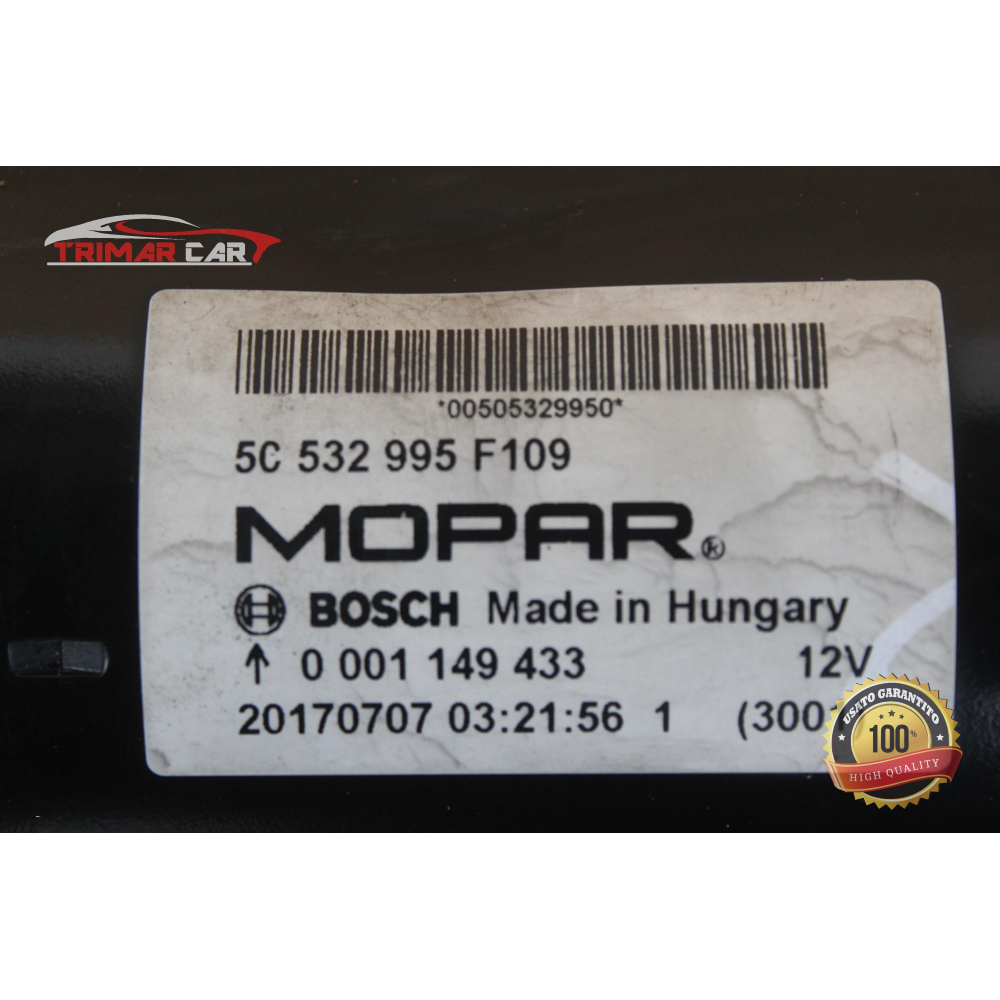 TRIMAR CAR
*00505329950*
5C 532 995 F109
MOPAR®
BOSCH Made in Hungary
↑ 0 001 149 433 12V
20170707 03:21:56 1 (300
USATO GARANTITO
100%
HIGH QUALITY